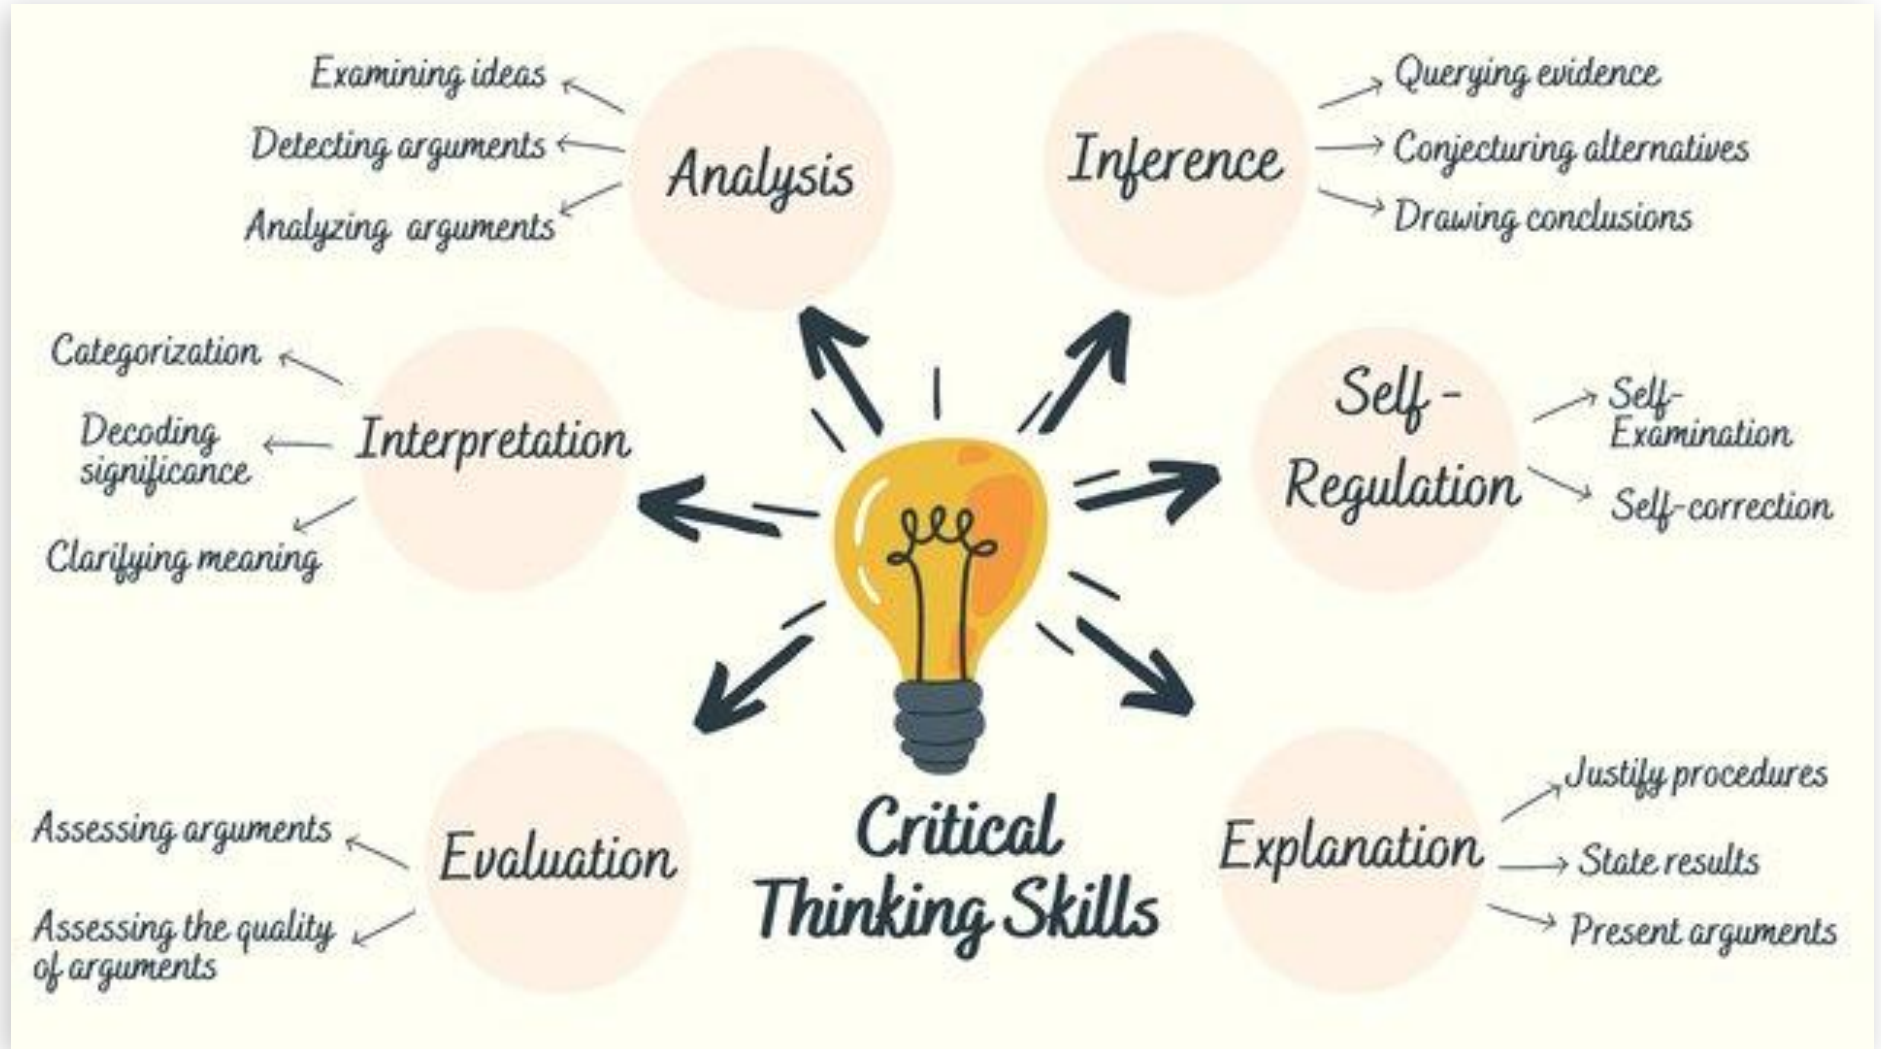 Examining ideas
Detecting arguments
Analyzing arguments
Analysis
Inference
Querying evidence
Conjecturing alternatives
Drawing conclusions
Categorization
Decoding
significance
Clarifying meaning
Interpretation
Self -
Regulation
Self-
Examination
Self-correction
Assessing arguments
Assessing the quality
of arguments
Evaluation
Critical
Thinking Skills
Explanation
Justify procedures
State results
Present arguments